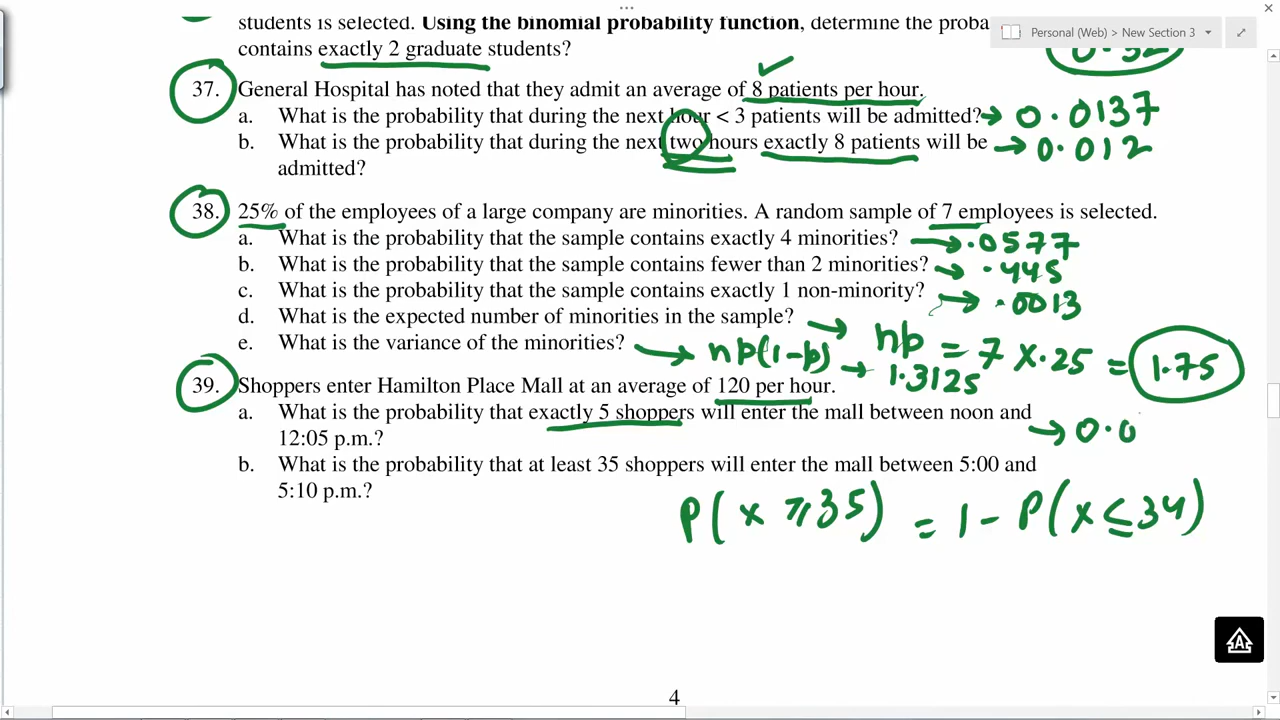 students is selected. Using the binomial probability function, determine the proba
Personal (Web) > New Section 3
contains exactly 2 graduate students?
37. General Hospital has noted that they admit an average of 8 patients per hour.
a. What is the probability that during the next hour < 3 patients will be admitted? → 0.0137
b. What is the probability that during the next two hours exactly 8 patients will be → 0.012
admitted?
38. 25% of the employees of a large company are minorities. A random sample of 7 employees is selected.
a. What is the probability that the sample contains exactly 4 minorities? → .0577
b. What is the probability that the sample contains fewer than 2 minorities? → .445
c. What is the probability that the sample contains exactly 1 non-minority? → .0013
d. What is the expected number of minorities in the sample? → np = 7 x .25 = 1.75
e. What is the variance of the minorities? → np(1-p) → 1.3125
39. Shoppers enter Hamilton Place Mall at an average of 120 per hour.
a. What is the probability that exactly 5 shoppers will enter the mall between noon and
12:05 p.m.? → 0.0
b. What is the probability that at least 35 shoppers will enter the mall between 5:00 and
5:10 p.m.?
P(x ≥ 35) = 1 - P(x ≤ 34)
4